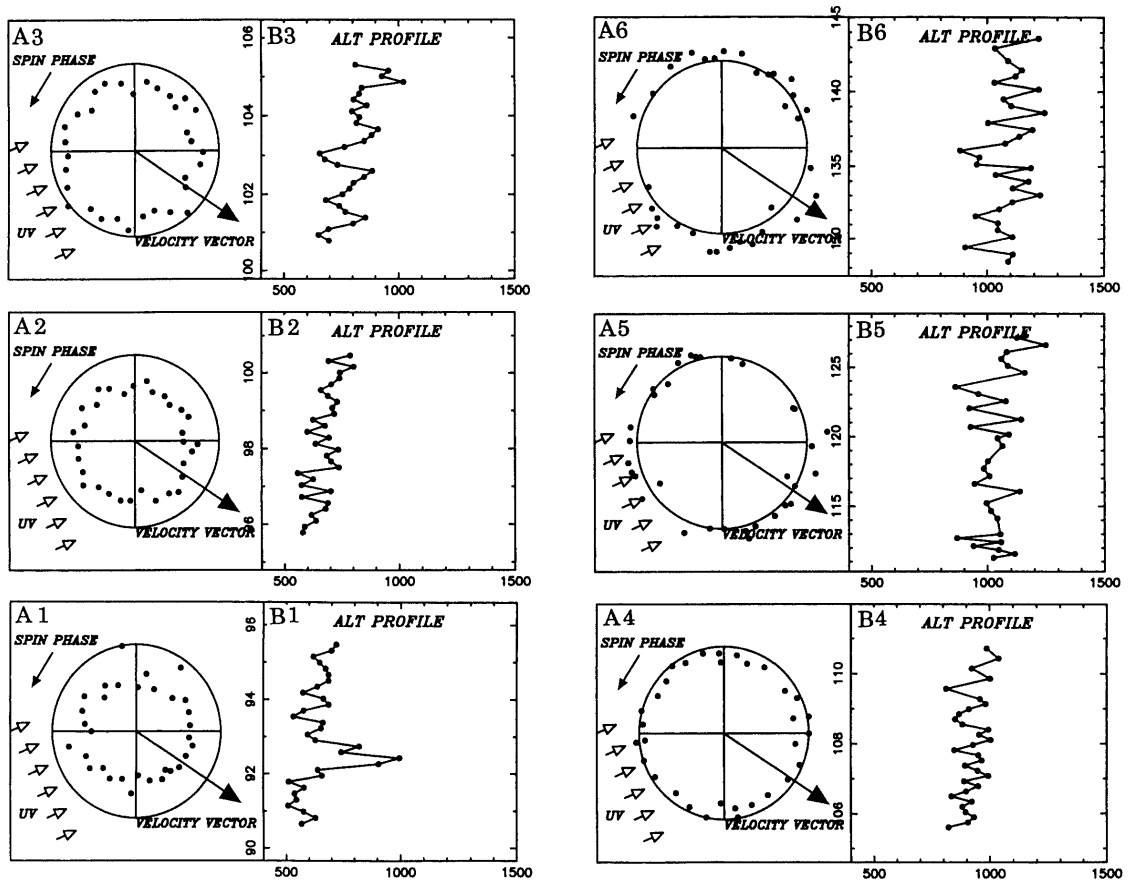 A3
SPIN PHASE
UV
VELOCITY VECTOR
B3
ALT PROFILE
106
104
102
100
500 1000 1500
A6
SPIN PHASE
UV
VELOCITY VECTOR
B6
ALT PROFILE
145
140
135
130
500 1000 1500
A2
SPIN PHASE
UV
VELOCITY VECTOR
B2
ALT PROFILE
100
98
96
500 1000 1500
A5
SPIN PHASE
UV
VELOCITY VECTOR
B5
ALT PROFILE
125
120
115
500 1000 1500
A1
SPIN PHASE
UV
VELOCITY VECTOR
B1
ALT PROFILE
96
94
92
90
500 1000 1500
A4
SPIN PHASE
UV
VELOCITY VECTOR
B4
ALT PROFILE
110
108
106
500 1000 1500